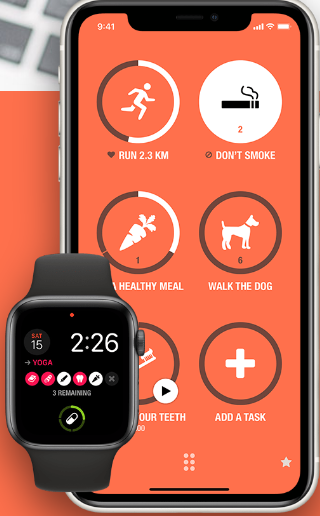 9:41
RUN 2.3 KM
2
DON'T SMOKE
1
A HEALTHY MEAL
6
WALK THE DOG
OUR TEETH
:00
ADD A TASK
SAT
15
2:26
→ YOGA
3 REMAINING